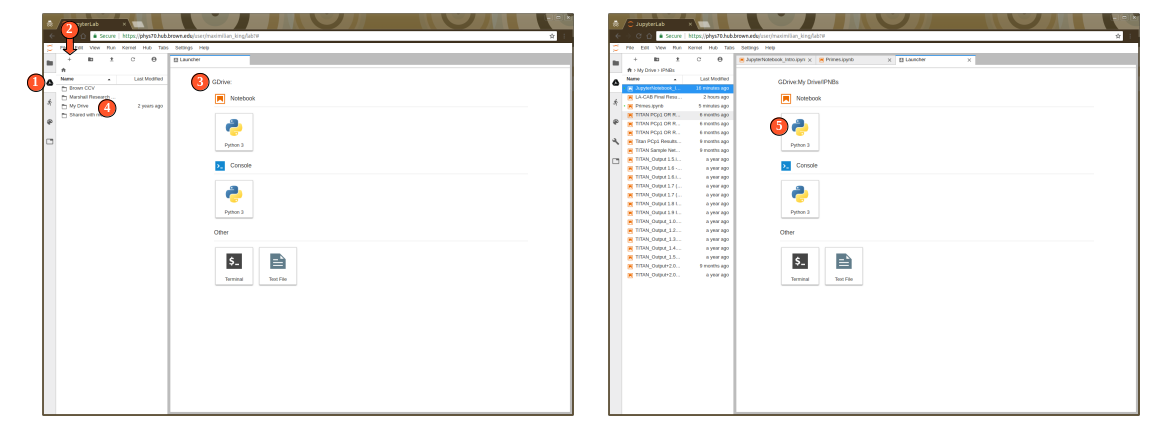 JupyterLab
Secure | https://phys70.hub.brown.edu/user/maximilian_king/lab?#
File Edit View Run Kernel Hub Tabs Settings Help
2
1
Name Last Modified
Brown CCV
Marshall Research
My Drive 2 years ago
Shared with
4
Launcher
3
GDrive:
Notebook
Python 3
Console
Python 3
Other
$_
Terminal
Text File
JupyterLab
Secure | https://phys70.hub.brown.edu/user/maximilian_king/lab?#
File Edit View Run Kernel Hub Tabs Settings Help
My Drive > IPNBs
Name Last Modified
JupyterNotebook_I... 16 minutes ago
LA-CAB Final Resu... 2 hours ago
Primes.ipynb 5 minutes ago
TITAN PCp1 OR R... 6 months ago
TITAN PCp1 OR R... 6 months ago
TITAN PCp1 OR R... 6 months ago
Titan PCp1 Results... 9 months ago
TITAN Sample Net... 9 months ago
TITAN_Output 1.5.i... a year ago
TITAN_Output 1.6 -... a year ago
TITAN_Output 1.6.i... a year ago
TITAN_Output 1.7 (... a year ago
TITAN_Output 1.7 (... a year ago
TITAN_Output 1.8 I... a year ago
TITAN_Output 1.9 I... a year ago
TITAN_Output_1.0.... a year ago
TITAN_Output_1.2.... a year ago
TITAN_Output_1.3.... a year ago
TITAN_Output_1.4.... a year ago
TITAN_Output_1.5.... a year ago
TITAN_Output+2.0... 9 months ago
TITAN_Output+2.0... a year ago
JupyterNotebook_Intro.ipyn Primes.ipynb Launcher
GDrive:My Drive/IPNBs
Notebook
5
Python 3
Console
Python 3
Other
$_
Terminal
Text File